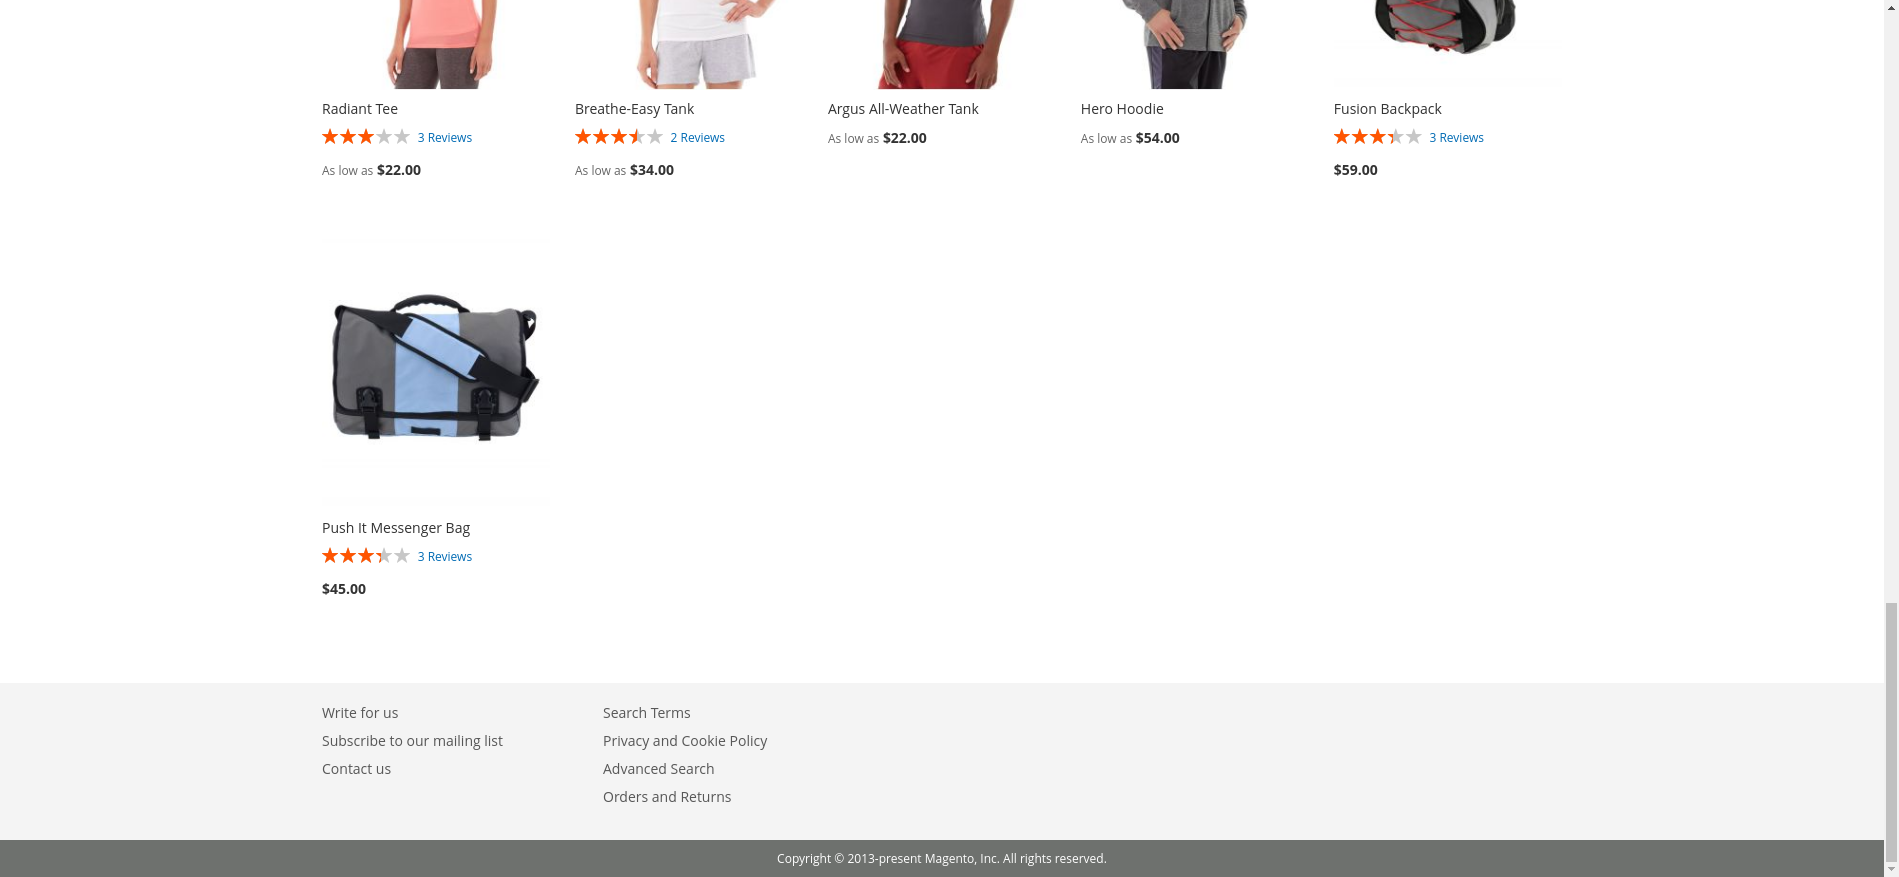 Radiant Tee
3 Reviews
As low as $22.00
Breathe-Easy Tank
2 Reviews
As low as $34.00
Argus All-Weather Tank
As low as $22.00
Hero Hoodie
As low as $54.00
Fusion Backpack
3 Reviews
$59.00
Push It Messenger Bag
3 Reviews
$45.00
Write for us
Subscribe to our mailing list
Contact us
Search Terms
Privacy and Cookie Policy
Advanced Search
Orders and Returns
Copyright © 2013-present Magento, Inc. All rights reserved.